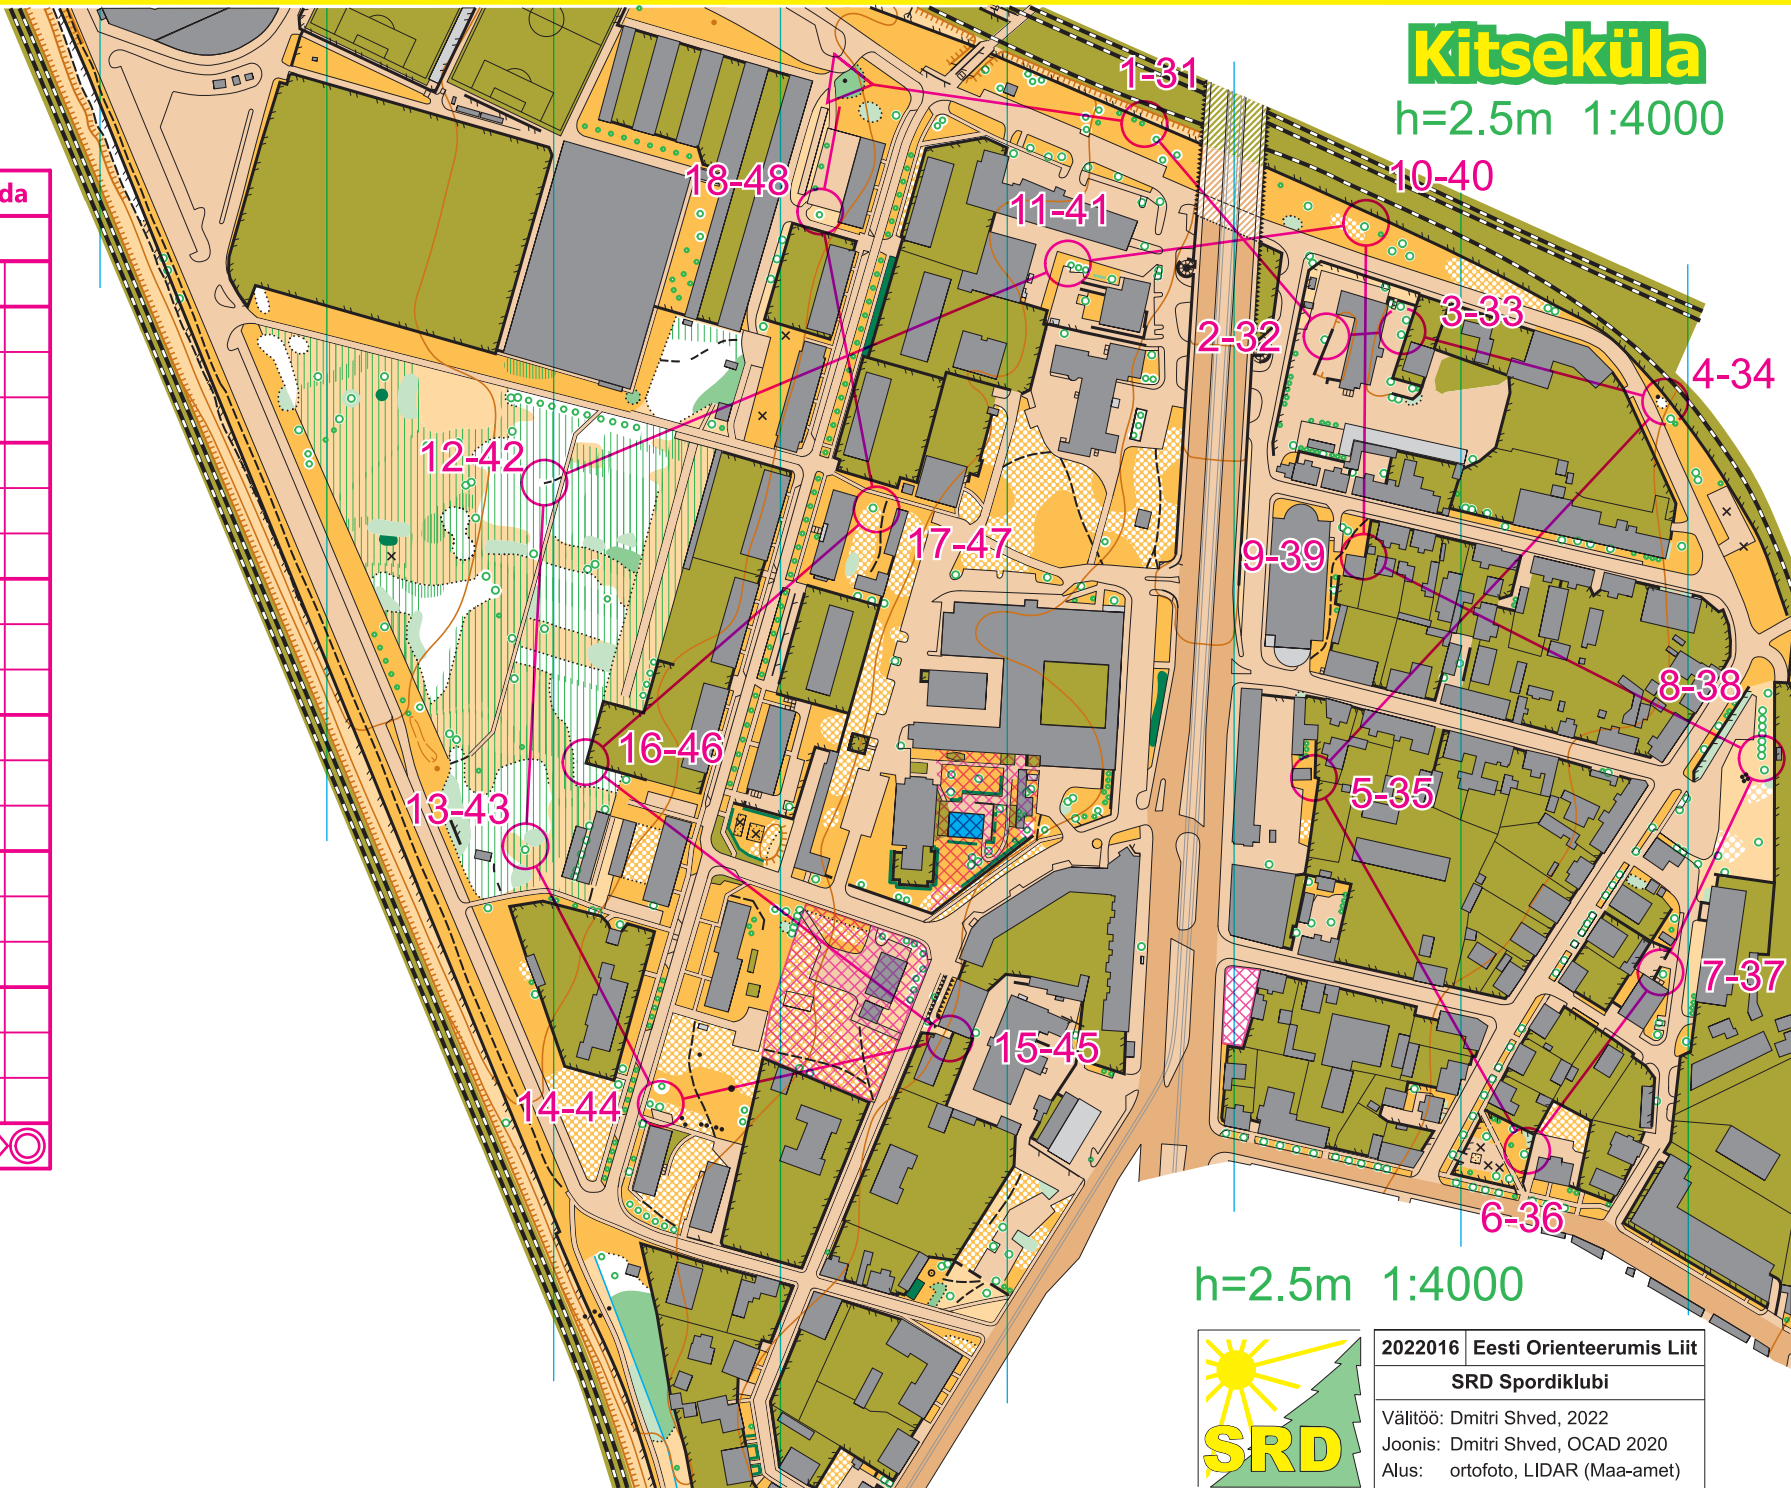 Kitseküla
h=2.5m 1:4000
da
1-31
10-40
18-48
11-41
3-33
2-32
4-34
12-42
17-47
9-39
8-38
16-46
5-35
13-43
7-37
15-45
14-44
6-36
h=2.5m 1:4000
SRD
2022016 Eesti Orienteerumis Liit
SRD Spordiklubi
Välitöö: Dmitri Shved, 2022
Joonis: Dmitri Shved, OCAD 2020
Alus: ortofoto, LIDAR (Maa-amet)